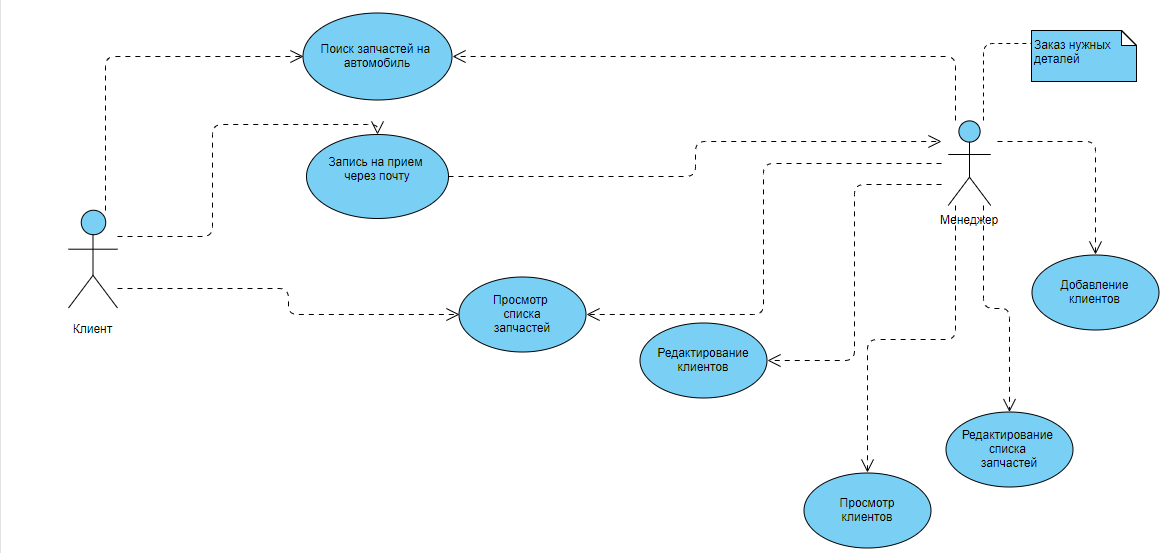 Поиск запчастей на
автомобиль
Заказ нужных
деталей
Запись на прием
через почту
Менеджер
Клиент
Просмотр
списка
запчастей
Добавление
клиентов
Редактирование
клиентов
Редактирование
списка
запчастей
Просмотр
клиентов